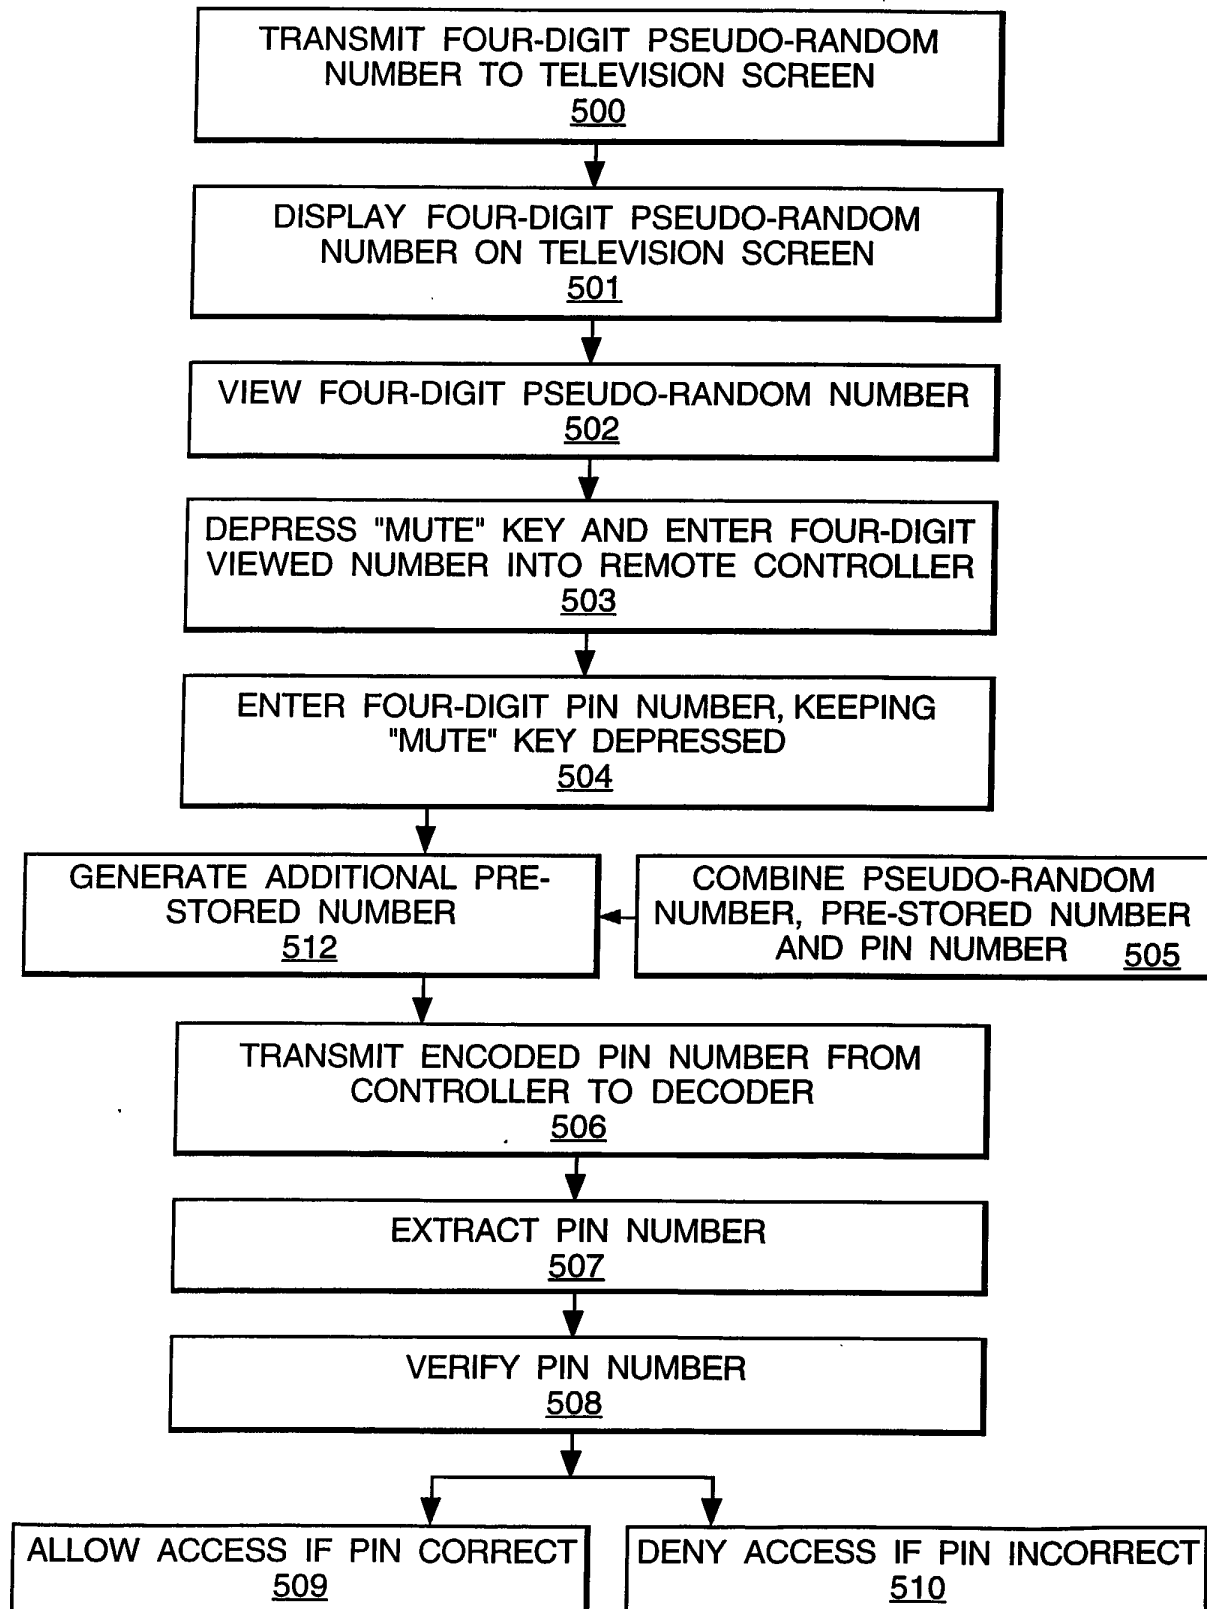 TRANSMIT FOUR-DIGIT PSEUDO-RANDOM
NUMBER TO TELEVISION SCREEN
500
DISPLAY FOUR-DIGIT PSEUDO-RANDOM
NUMBER ON TELEVISION SCREEN
501
VIEW FOUR-DIGIT PSEUDO-RANDOM NUMBER
502
DEPRESS "MUTE" KEY AND ENTER FOUR-DIGIT
VIEWED NUMBER INTO REMOTE CONTROLLER
503
ENTER FOUR-DIGIT PIN NUMBER, KEEPING
"MUTE" KEY DEPRESSED
504
GENERATE ADDITIONAL PRE-
STORED NUMBER
512
COMBINE PSEUDO-RANDOM
NUMBER, PRE-STORED NUMBER
AND PIN NUMBER 505
TRANSMIT ENCODED PIN NUMBER FROM
CONTROLLER TO DECODER
506
EXTRACT PIN NUMBER
507
VERIFY PIN NUMBER
508
ALLOW ACCESS IF PIN CORRECT
509
DENY ACCESS IF PIN INCORRECT
510